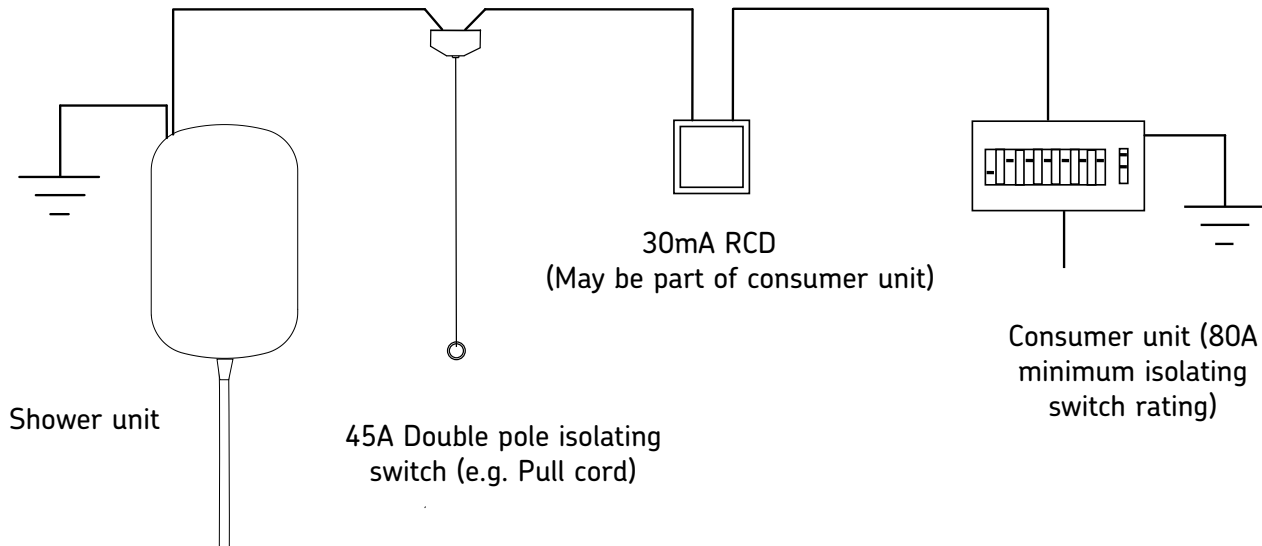 30mA RCD
(May be part of consumer unit)
Consumer unit (80A
minimum isolating
switch rating)
Shower unit
45A Double pole isolating
switch (e.g. Pull cord)